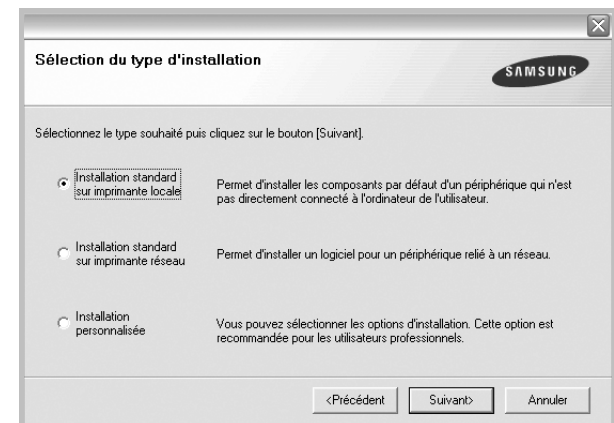 Sélection du type d'installation
SAMSUNG
Sélectionnez le type souhaité puis cliquez sur le bouton [Suivant].
Installation standard
sur imprimante locale
Permet d'installer les composants par défaut d'un périphérique qui n'est
pas directement connecté à l'ordinateur de l'utilisateur.
Installation standard
sur imprimante réseau
Permet d'installer un logiciel pour un périphérique relié à un réseau.
Installation
personnalisée
Vous pouvez sélectionner les options d'installation. Cette option est
recommandée pour les utilisateurs professionnels.
<Précédent
Suivant>
Annuler